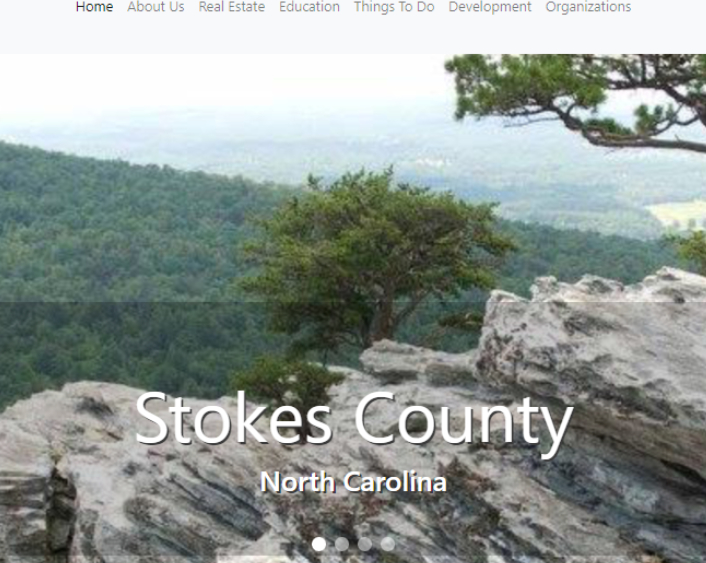 Home About Us Real Estate Education Things To Do Development Organizations
Stokes County
North Carolina